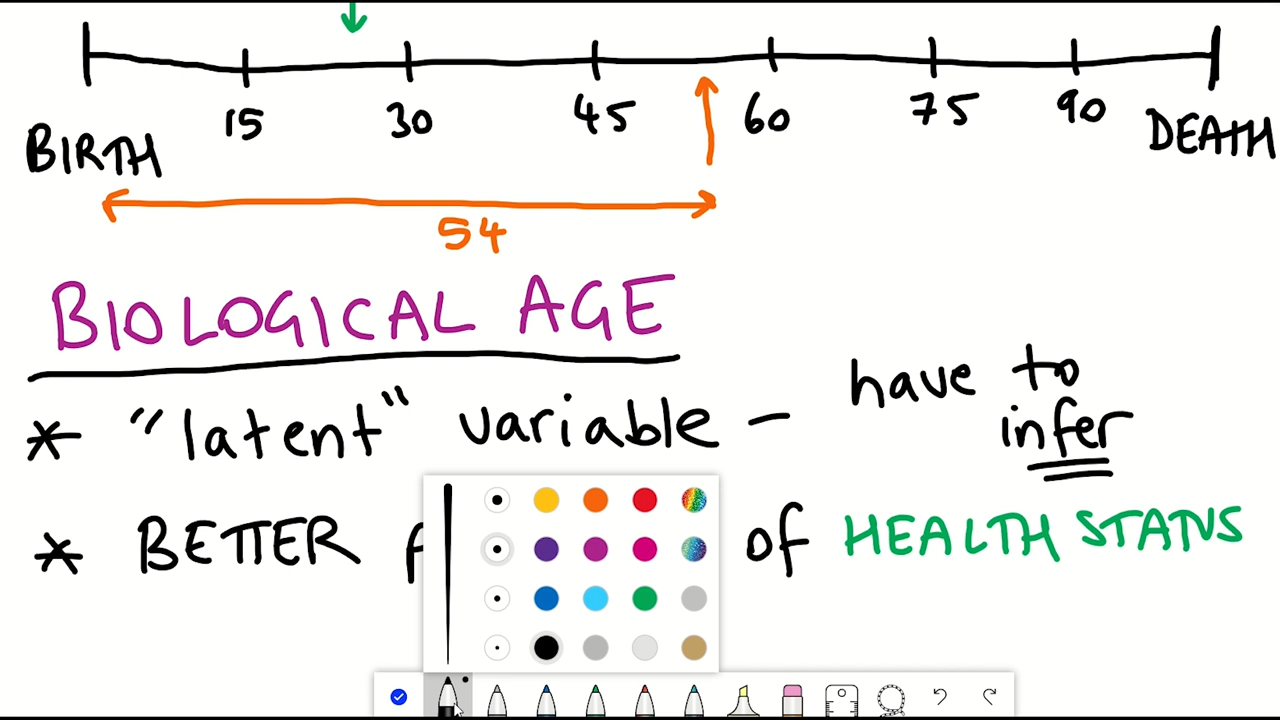 15 30 45 60 75 90
BIRTH DEATH
54
BIOLOGICAL AGE
* "latent" variable - have to
infer
* BETTER of HEALTH STATUS